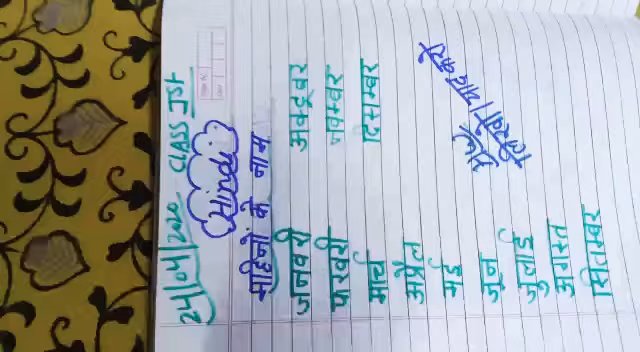 24/04/2020 CLASS Ist
Hindi
महिनों के नाम
जनवरी अक्टूबर
फरवरी नवम्बर
मार्च दिसम्बर
अप्रैल
मई
जून
जुलाई
अगस्त
सितम्बर
लिखो। याद करो